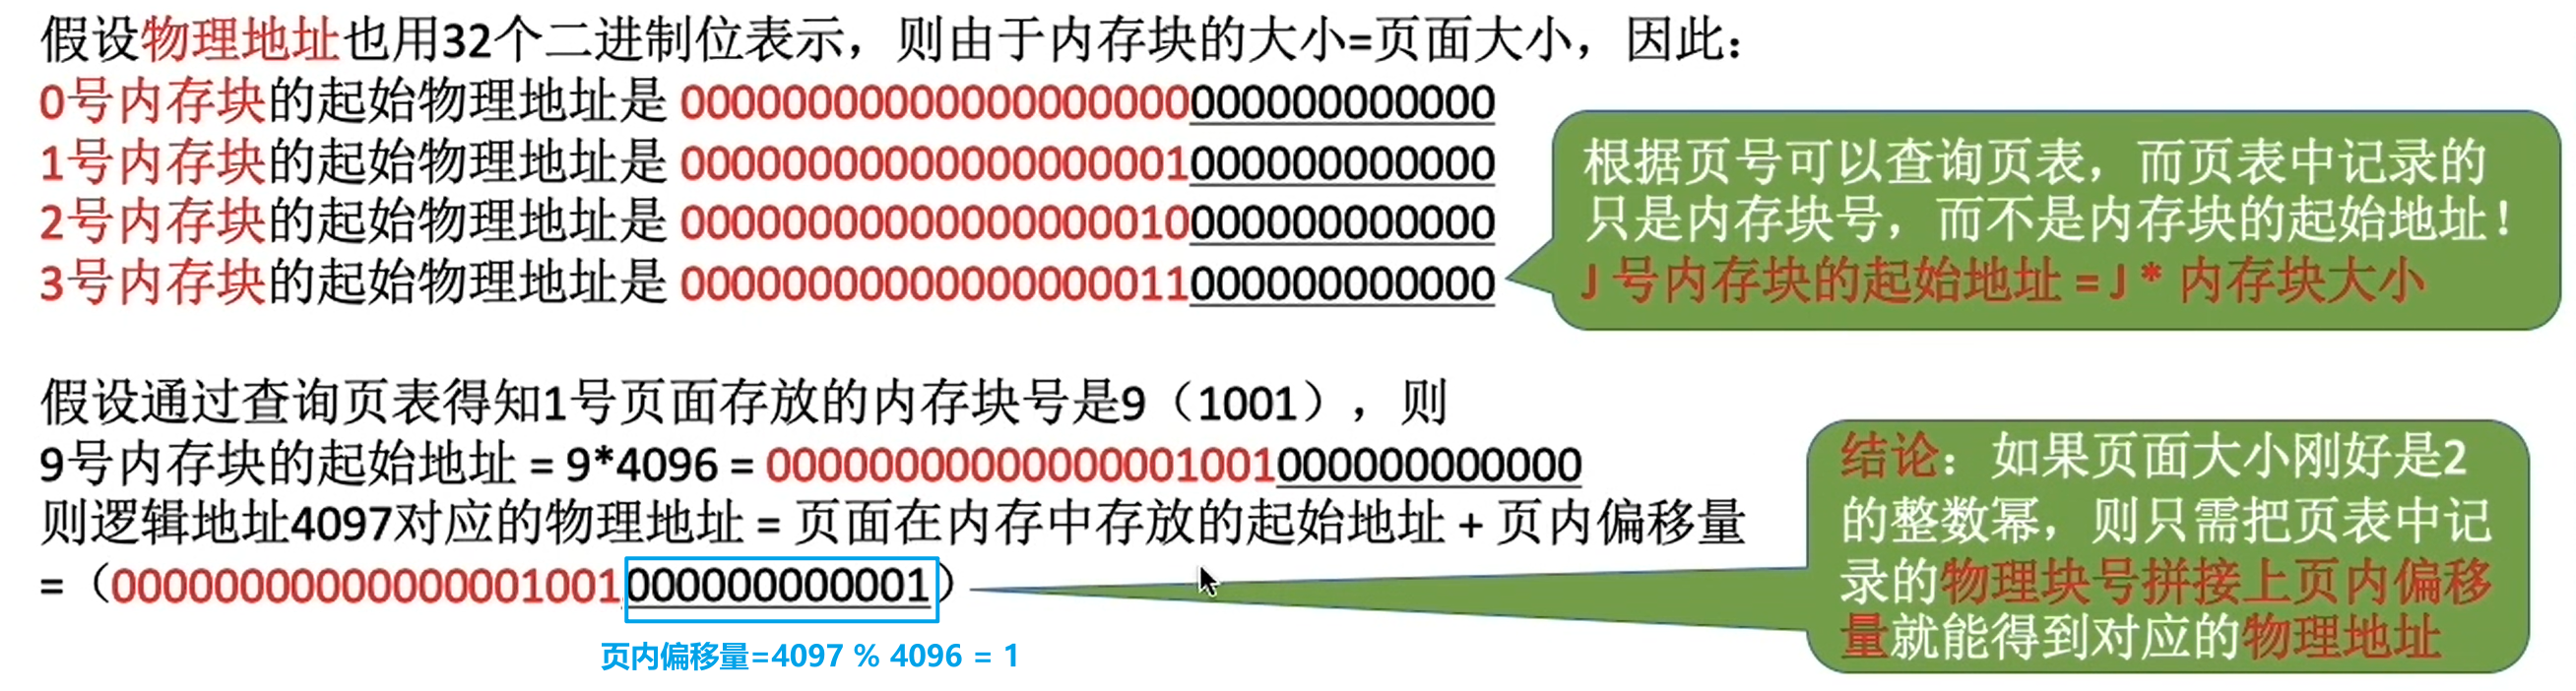 假设物理地址也用32个二进制位表示，则由于内存块的大小=页面大小，因此：
0号内存块的起始物理地址是 00000000000000000000000000000000
1号内存块的起始物理地址是 00000000000000000001000000000000
2号内存块的起始物理地址是 00000000000000000010000000000000
3号内存块的起始物理地址是 00000000000000000011000000000000
根据页号可以查询页表，而页表中记录的
只是内存块号，而不是内存块的起始地址！
J 号内存块的起始地址 = J * 内存块大小
假设通过查询页表得知1号页面存放的内存块号是9（1001），则
9号内存块的起始地址 = 9*4096 = 00000000000000001001000000000000
则逻辑地址4097对应的物理地址 = 页面在内存中存放的起始地址 + 页内偏移量
=（00000000000000001001000000000001）
页内偏移量=4097 % 4096 = 1
结论：如果页面大小刚好是2
的整数幂，则只需把页表中记
录的物理块号拼接上页内偏移
量就能得到对应的物理地址